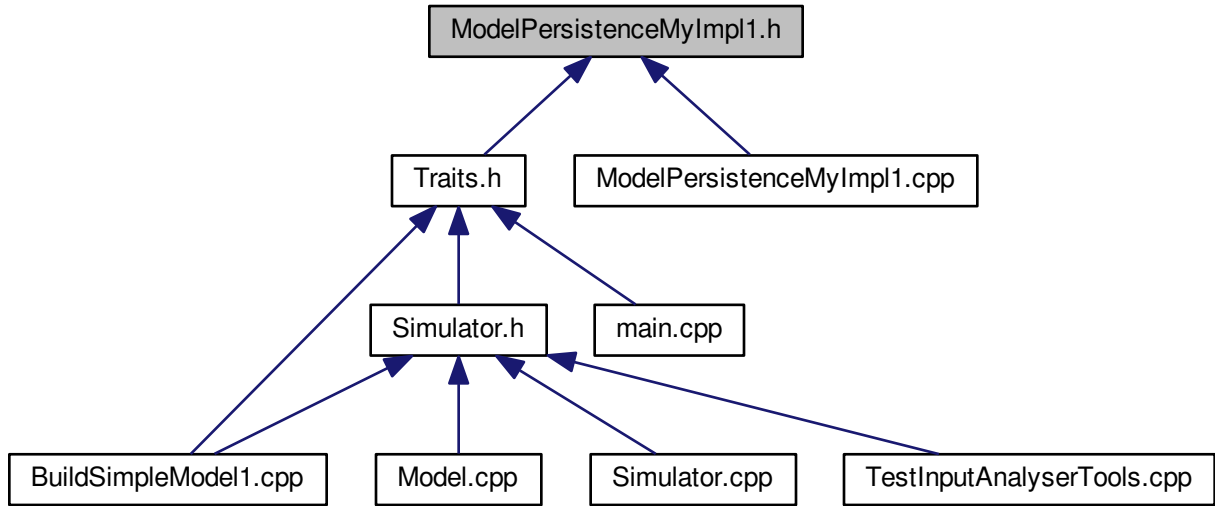 ModelPersistenceMyImpl1.h
Traits.h
ModelPersistenceMyImpl1.cpp
Simulator.h
main.cpp
BuildSimpleModel1.cpp
Model.cpp
Simulator.cpp
TestInputAnalyserTools.cpp